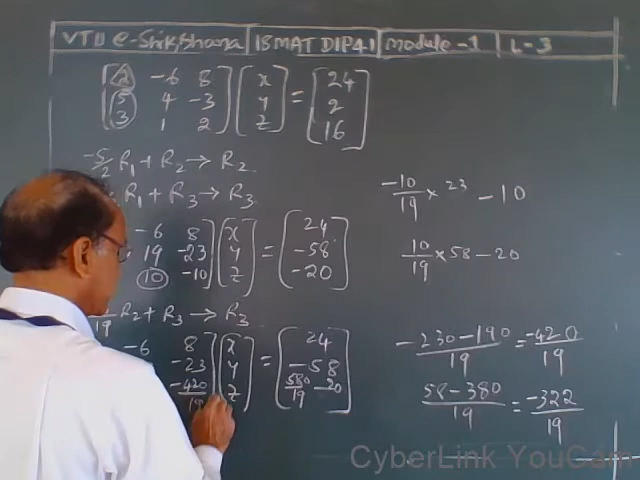 VTU e-Shikshana 18MAT DIP41 Module-1 L-3
2 -6 8 x = 24
5 4 -3 y 2
3 1 2 z 16
-5/2 R1 + R2 → R2
R1 + R3 → R3
-6 8 x = 24
19 -23 y -58
10 -10 z -20
/19 R2 + R3 → R3
-6 8 x = 24
-23 y -58
-420/19 z 580/19 -20
-10/19 × 23 -10
10/19 × 58 -20
-230-190/19 = -420/19
58-380/19 = -322/19
CyberLink YouCam